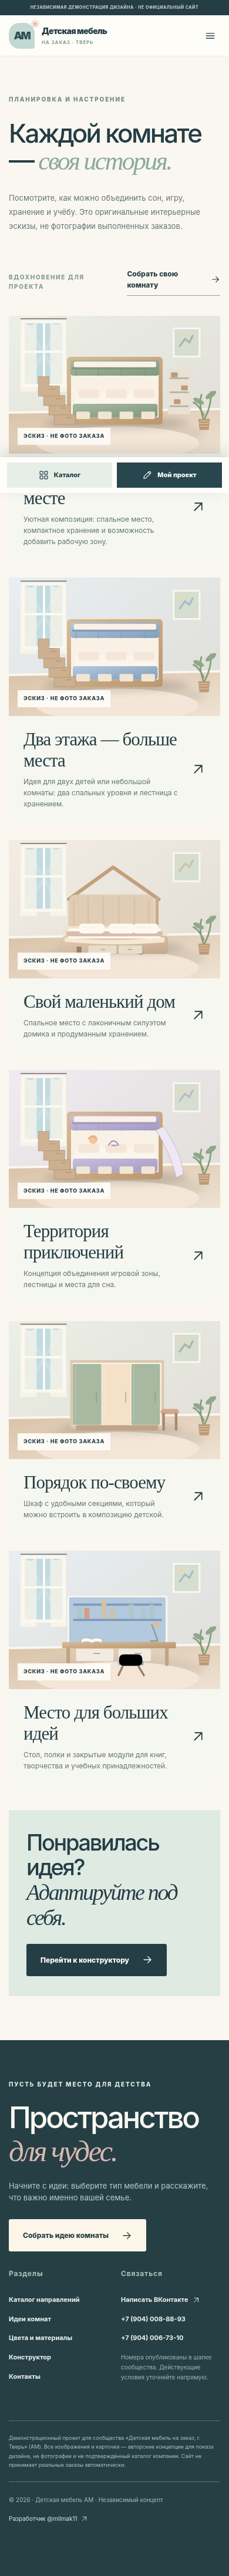 НЕЗАВИСИМАЯ ДЕМОНСТРАЦИЯ ДИЗАЙНА · НЕ ОФИЦИАЛЬНЫЙ САЙТ
АМ
Детская мебель
НА ЗАКАЗ · ТВЕРЬ
ПЛАНИРОВКА И НАСТРОЕНИЕ
Каждой комнате
— своя история.
Посмотрите, как можно объединить сон, игру,
хранение и учёбу. Это оригинальные интерьерные
эскизы, не фотографии выполненных заказов.
ВДОХНОВЕНИЕ ДЛЯ
ПРОЕКТА
Собрать свою
комнату
ЭСКИЗ · НЕ ФОТО ЗАКАЗА
Каталог
Мой проект
месте
Уютная композиция: спальное место,
компактное хранение и возможность
добавить рабочую зону.
ЭСКИЗ · НЕ ФОТО ЗАКАЗА
Два этажа — больше
места
Идея для двух детей или небольшой
комнаты: два спальных уровня и лестница с
хранением.
ЭСКИЗ · НЕ ФОТО ЗАКАЗА
Свой маленький дом
Спальное место с лаконичным силуэтом
домика и продуманным хранением.
ЭСКИЗ · НЕ ФОТО ЗАКАЗА
Территория
приключений
Концепция объединения игровой зоны,
лестницы и места для сна.
ЭСКИЗ · НЕ ФОТО ЗАКАЗА
Порядок по-своему
Шкаф с удобными секциями, который
можно встроить в композицию детской.
ЭСКИЗ · НЕ ФОТО ЗАКАЗА
Место для больших
идей
Стол, полки и закрытые модули для книг,
творчества и учебных принадлежностей.
Понравилась
идея?
Адаптируйте под
себя.
Перейти к конструктору
ПУСТЬ БУДЕТ МЕСТО ДЛЯ ДЕТСТВА
Пространство
для чудес.
Начните с идеи: выберите тип мебели и расскажите,
что важно именно вашей семье.
Собрать идею комнаты
Разделы
Каталог направлений
Идеи комнат
Цвета и материалы
Конструктор
Контакты
Связаться
Написать ВКонтакте
+7 (904) 008-88-93
+7 (904) 006-73-10
Номера опубликованы в шапке
сообщества. Действующие
условия уточняйте напрямую.
Демонстрационный проект для сообщества «Детская мебель на заказ, г.
Тверь» (АМ). Все изображения и карточки — авторские концепции для показа
дизайна, не фотографии и не подтверждённый каталог компании. Сайт не
принимает реальные заказы автоматически.
© 2026 · Детская мебель АМ · Независимый концепт
Разработчик @milmak11